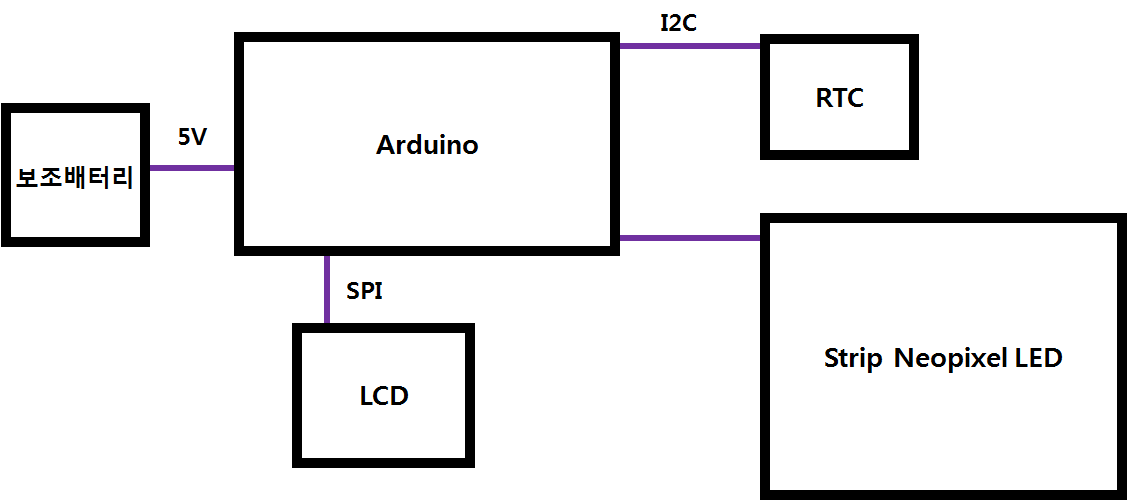 I2C
RTC
5V
Arduino
보조배터리
SPI
LCD
Strip Neopixel LED